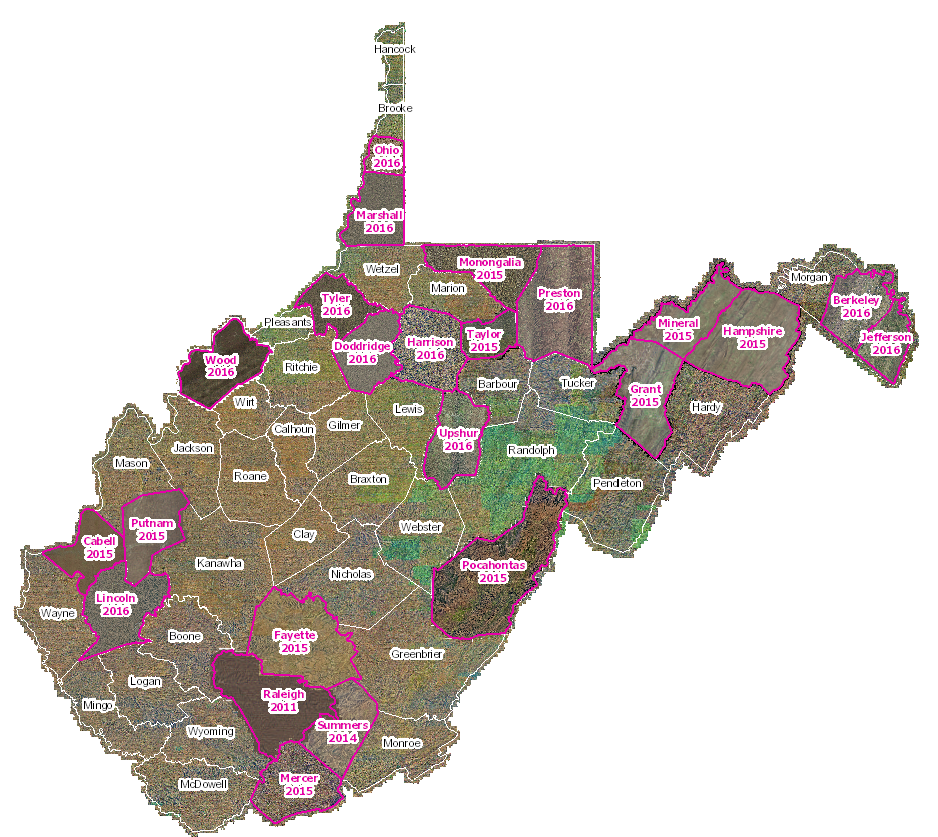 Hancock
Brooke
Ohio
2016
Marshall
2016
Wetzel
Monongalia
2015
Marion
Preston
2016
Morgan
Berkeley
2016
Jefferson
2016
Tyler
2016
Pleasants
Doddridge
2016
Harrison
2016
Taylor
2015
Mineral
2015
Hampshire
2015
Wood
2016
Ritchie
Barbour
Tucker
Grant
2015
Hardy
Wirt
Calhoun
Gilmer
Lewis
Upshur
2016
Randolph
Mason
Jackson
Roane
Braxton
Pendleton
Putnam
2015
Cabell
2015
Kanawha
Clay
Webster
Pocahontas
2015
Nicholas
Wayne
Lincoln
2016
Boone
Fayette
2015
Greenbrier
Logan
Mingo
Raleigh
2011
Wyoming
Summers
2014
Monroe
McDowell
Mercer
2015